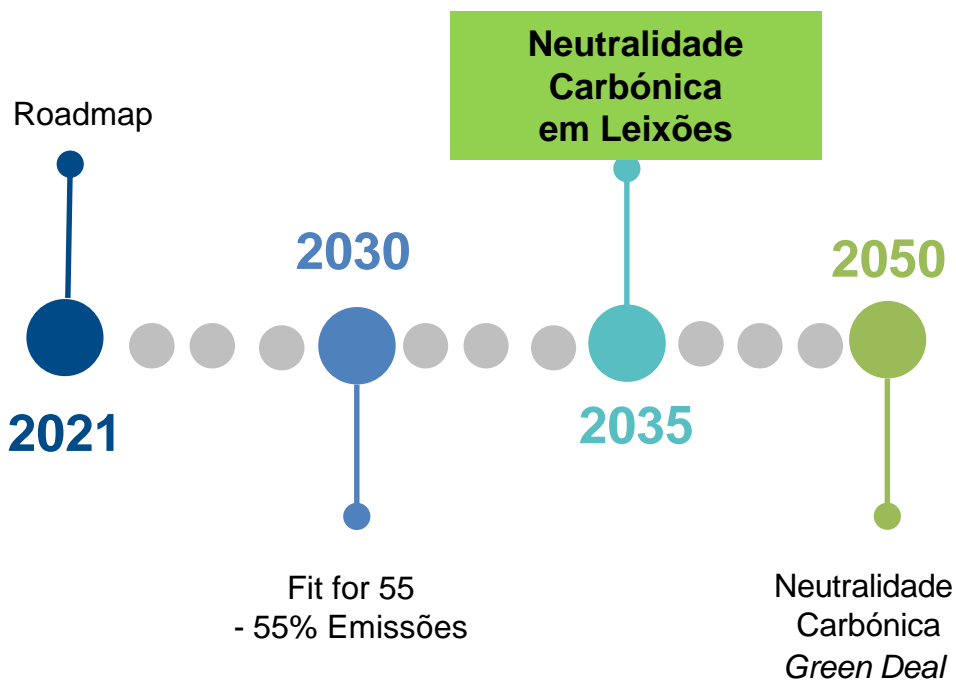 Roadmap
2021
2030
Fit for 55
- 55% Emissões
Neutralidade
Carbónica
em Leixões
2035
2050
Neutralidade
Carbónica
Green Deal